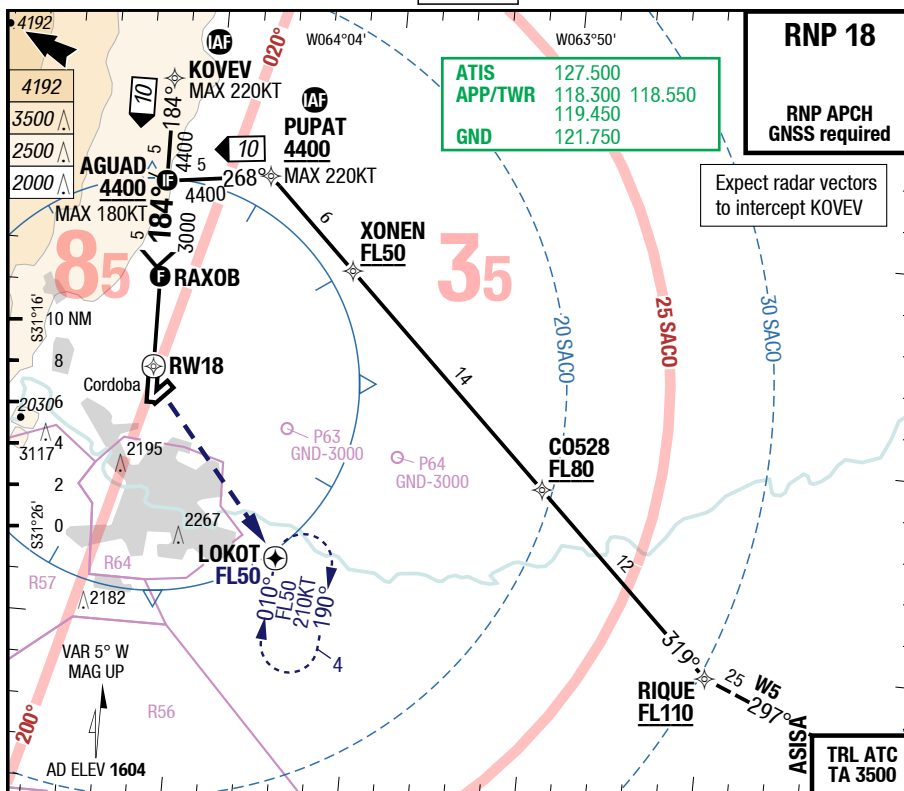 4192
4192
3500
2500
2000
IAF
KOVEV
MAX 220KT
10
184°
5
4400
020°
W064°04'
W063°50'
IAF
PUPAT
4400
MAX 220KT
10
5
268°
4400
AGUAD
4400
MAX 180KT
IF
184°
5
3000
ATIS 127.500
APP/TWR 118.300 118.550
119.450
GND 121.750
RNP 18
RNP APCH
GNSS required
Expect radar vectors
to intercept KOVEV
6
XONEN
FL50
85
35
F
RAXOB
S31°16'
10 NM
8
6
4
2
0
S31°26'
RW18
Cordoba
2030
3117
2195
2267
2182
P63
GND-3000
P64
GND-3000
20 SACO
25 SACO
30 SACO
14
CO528
FL80
12
319°
RIQUE
FL110
25
W5
297°
ASISA
LOKOT
FL50
010°
FL50
210KT
190°
4
R64
R57
R56
VAR 5° W
MAG UP
200°
AD ELEV 1604
TRL ATC
TA 3500